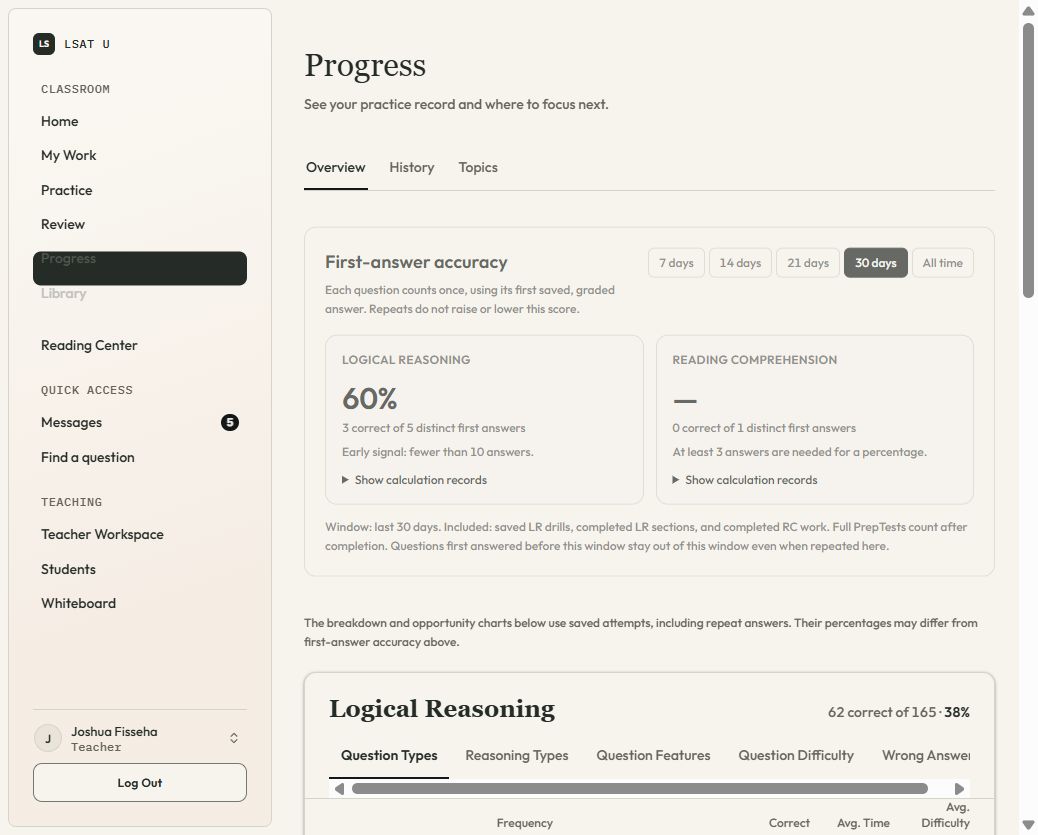 LS LSAT U
CLASSROOM
Home
My Work
Practice
Review
Progress
Library
Reading Center
QUICK ACCESS
Messages 5
Find a question
TEACHING
Teacher Workspace
Students
Whiteboard
J Joshua Fisseha
Teacher
Log Out
Progress
See your practice record and where to focus next.
Overview History Topics
First-answer accuracy
7 days 14 days 21 days 30 days All time
Each question counts once, using its first saved, graded
answer. Repeats do not raise or lower this score.
LOGICAL REASONING
60%
3 correct of 5 distinct first answers
Early signal: fewer than 10 answers.
Show calculation records
READING COMPREHENSION
—
0 correct of 1 distinct first answers
At least 3 answers are needed for a percentage.
Show calculation records
Window: last 30 days. Included: saved LR drills, completed LR sections, and completed RC work. Full PrepTests count after
completion. Questions first answered before this window stay out of this window even when repeated here.
The breakdown and opportunity charts below use saved attempts, including repeat answers. Their percentages may differ from
first-answer accuracy above.
Logical Reasoning
62 correct of 165 · 38%
Question Types Reasoning Types Question Features Question Difficulty Wrong Answer
Frequency Correct Avg. Time Avg.
Difficulty